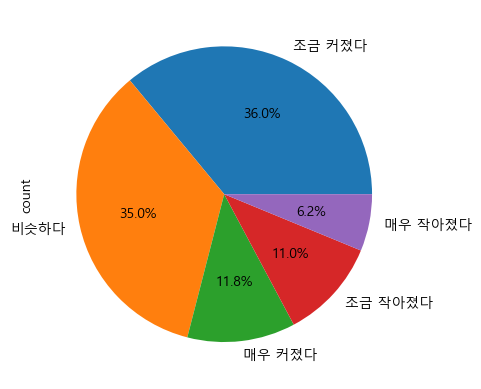 조금 커졌다
36.0%
count
비슷하다
35.0%
6.2%
매우 작아졌다
11.0%
11.8%
조금 작아졌다
매우 커졌다